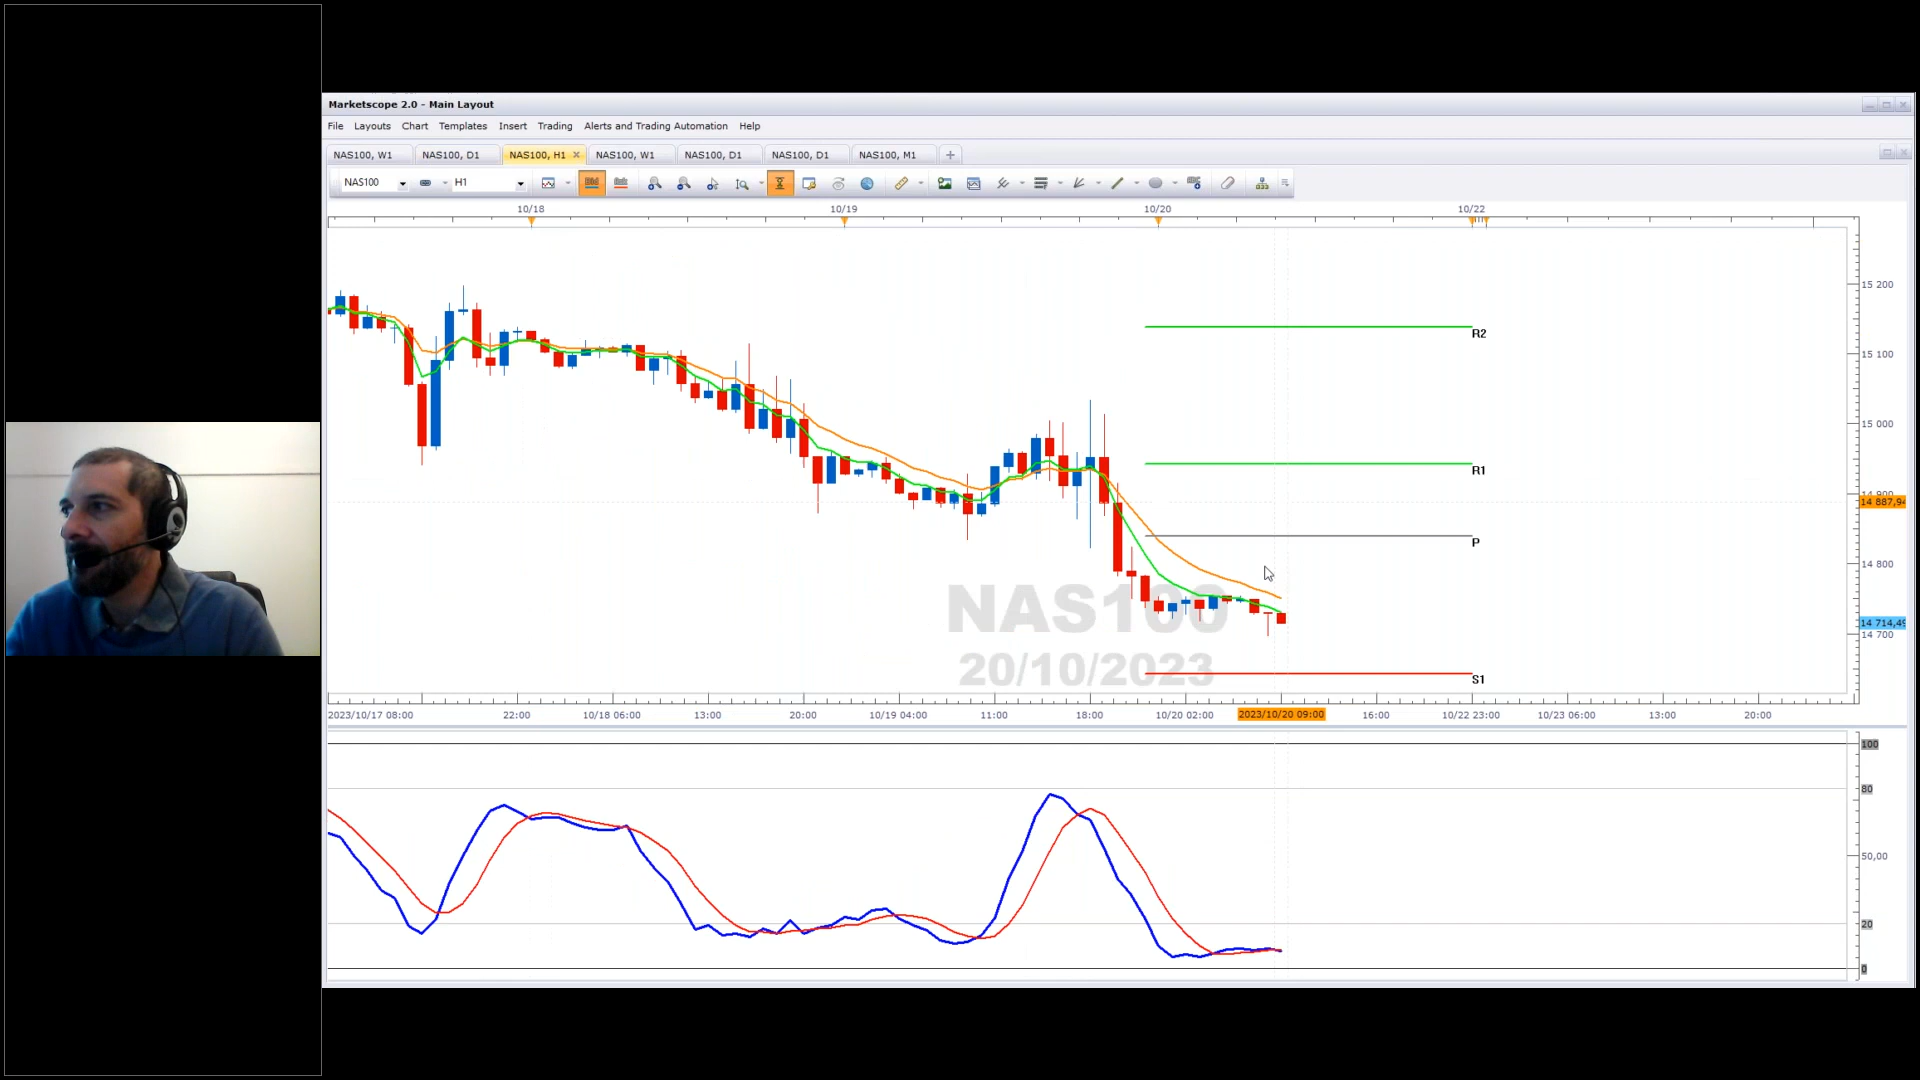 Marketscope 2.0 - Main Layout
File Layouts Chart Templates Insert Trading Alerts and Trading Automation Help
NAS100, W1 NAS100, D1 NAS100, H1 NAS100, W1 NAS100, D1 NAS100, D1 NAS100, M1
NAS100 H1
10/18 10/19 10/20 10/22
15 200
R2
15 100
15 000
R1
14 887,9
P
14 800
NAS100
14 714,49
14 700
20/10/2023
S1
2023/10/17 08:00 22:00 10/18 06:00 13:00 20:00 10/19 04:00 11:00 18:00 10/20 02:00 2023/10/20 09:00 16:00 10/22 23:00 10/23 06:00 13:00 20:00
100
80
50,00
20
0